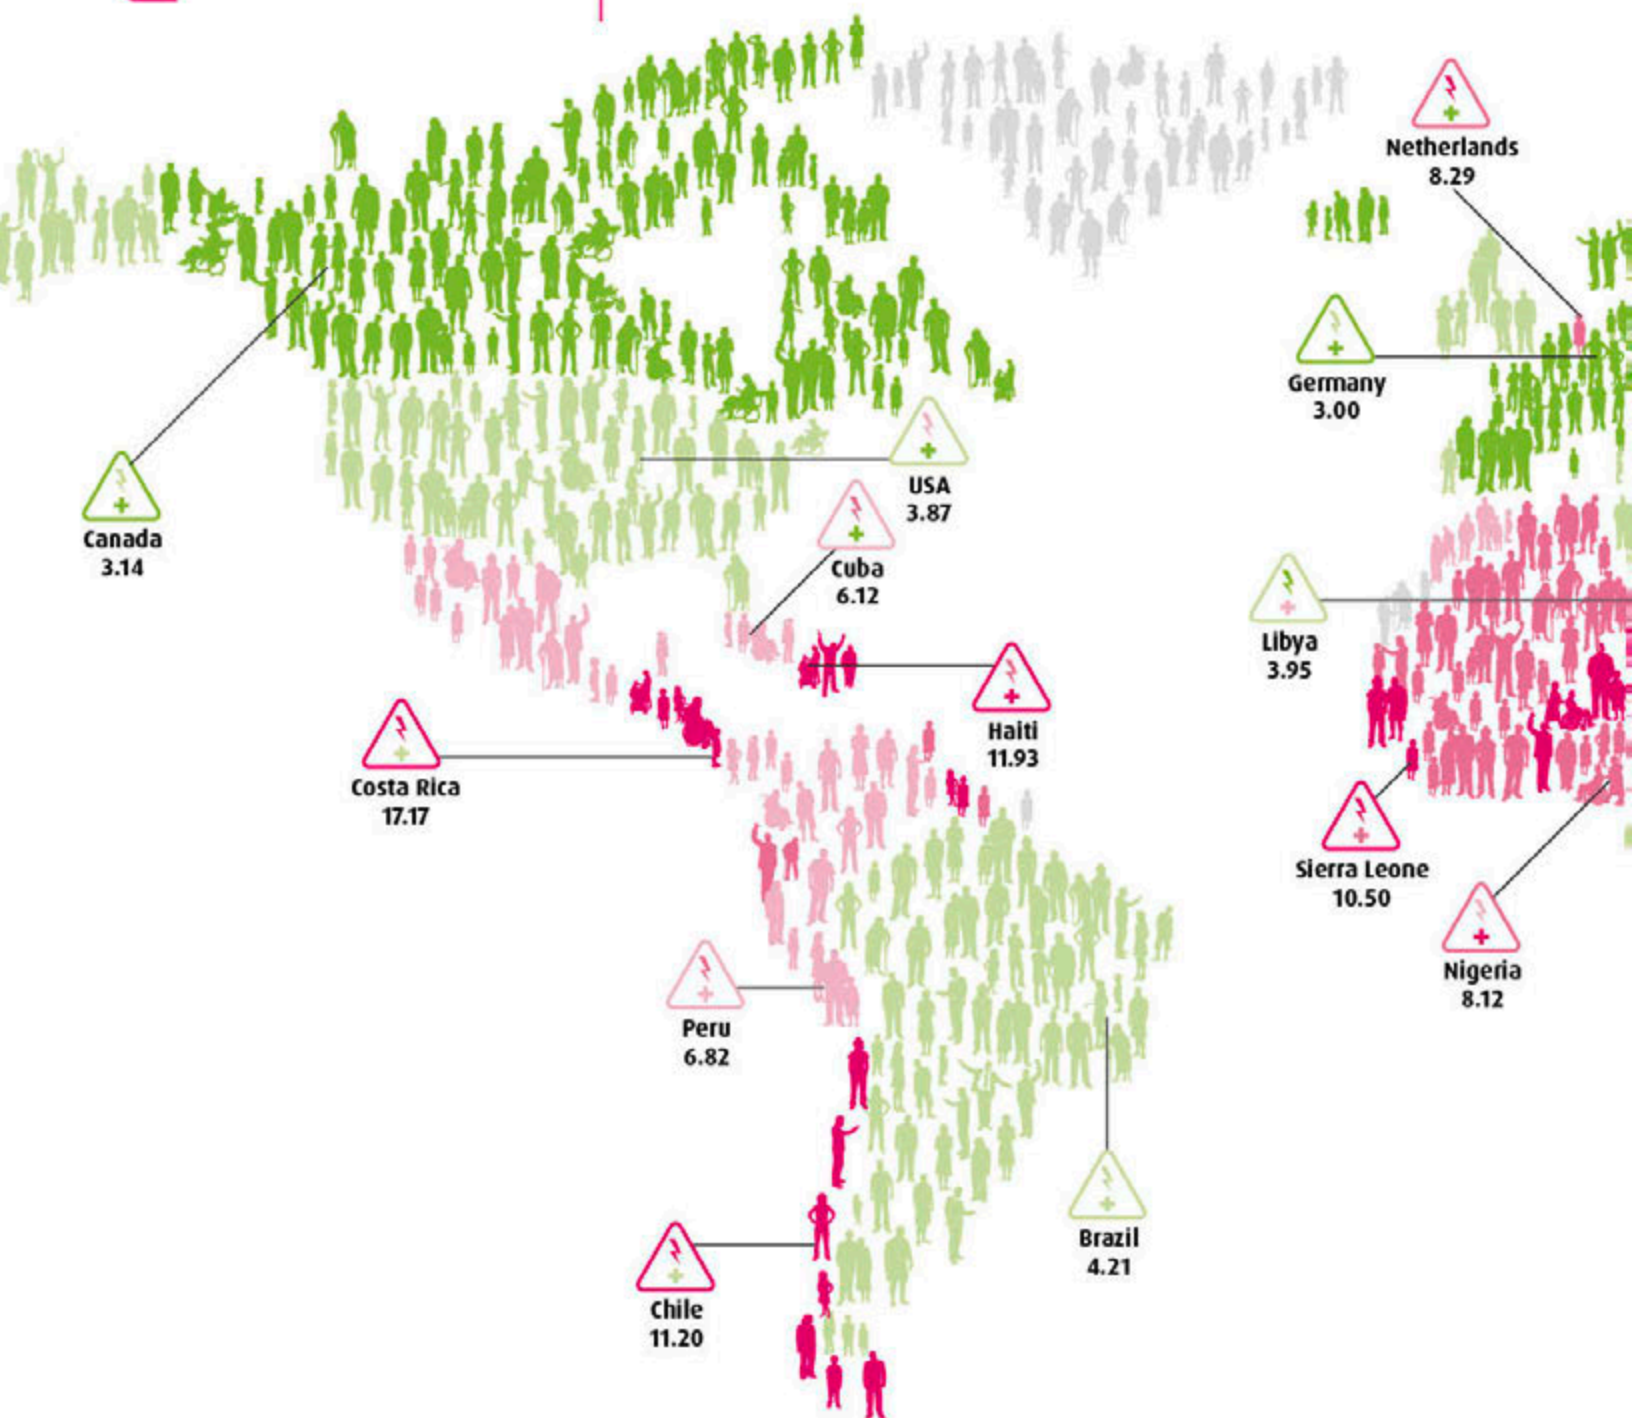 Netherlands
8.29
Germany
3.00
USA
3.87
Canada
3.14
Cuba
6.12
Libya
3.95
Haiti
11.93
Costa Rica
17.17
Sierra Leone
10.50
Nigeria
8.12
Peru
6.82
Brazil
4.21
Chile
11.20